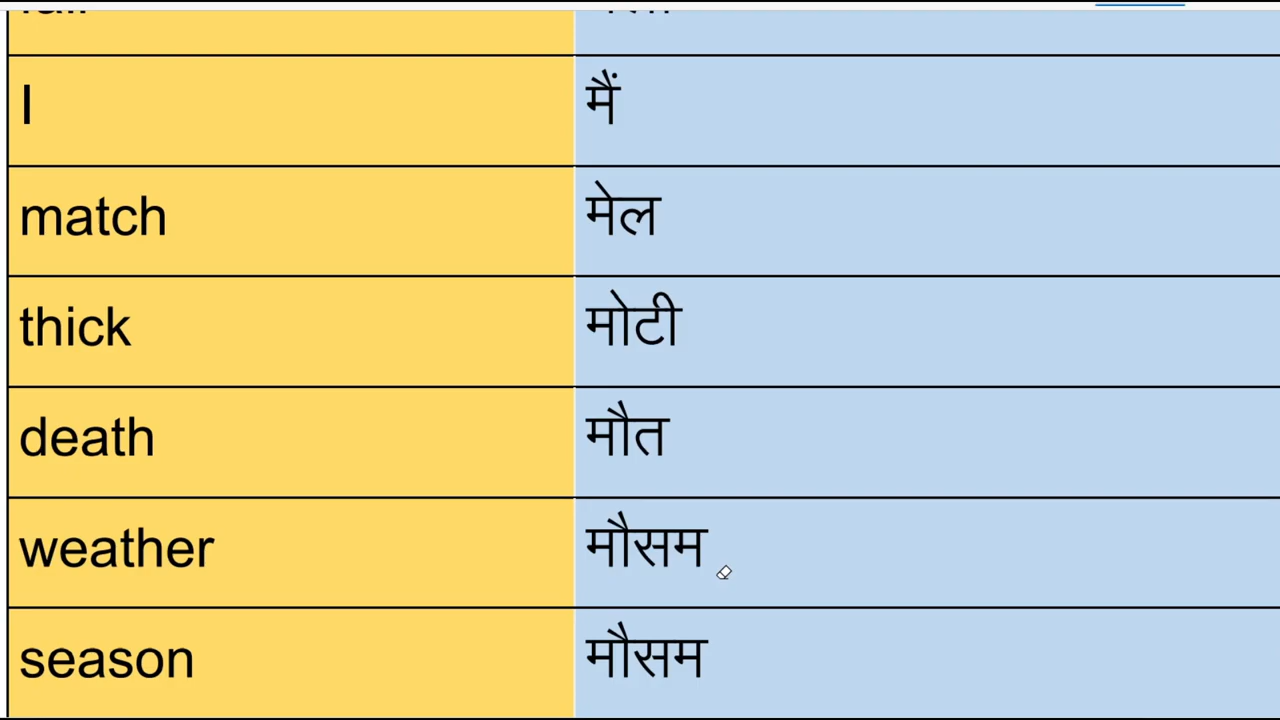 I मैं
match मेल
thick मोटी
death मौत
weather मौसम
season मौसम